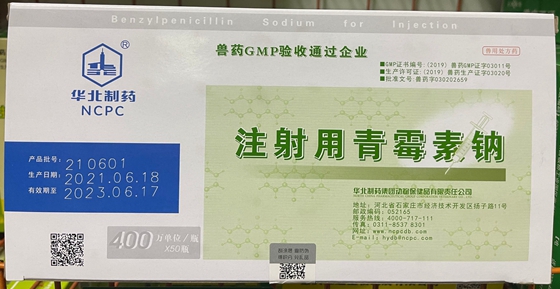 Benzylpenicillin Sodium for Injection
兽药GMP验收通过企业
兽用处方药
®
华北制药
NCPC
■GMP证书编号:(2019)兽药GMP证字03011号
■生产许可证:(2019)兽药生产证字03020号
■批准文号:兽药字030202659
注射用青霉素钠
产品批号: 210601
生产日期: 2021.06.18
有效期至 2023.06.17
华北制药集团动物保健品有限责任公司
地址:河北省石家庄市经济技术开发区扬子路11号
邮政编码:052165
服务热线:4000-717-111
传真:0311-8537 8301
网址:www.ncpcdb.com
E-mail:hydb@ncpc.com
400万单位/瓶
X50瓶